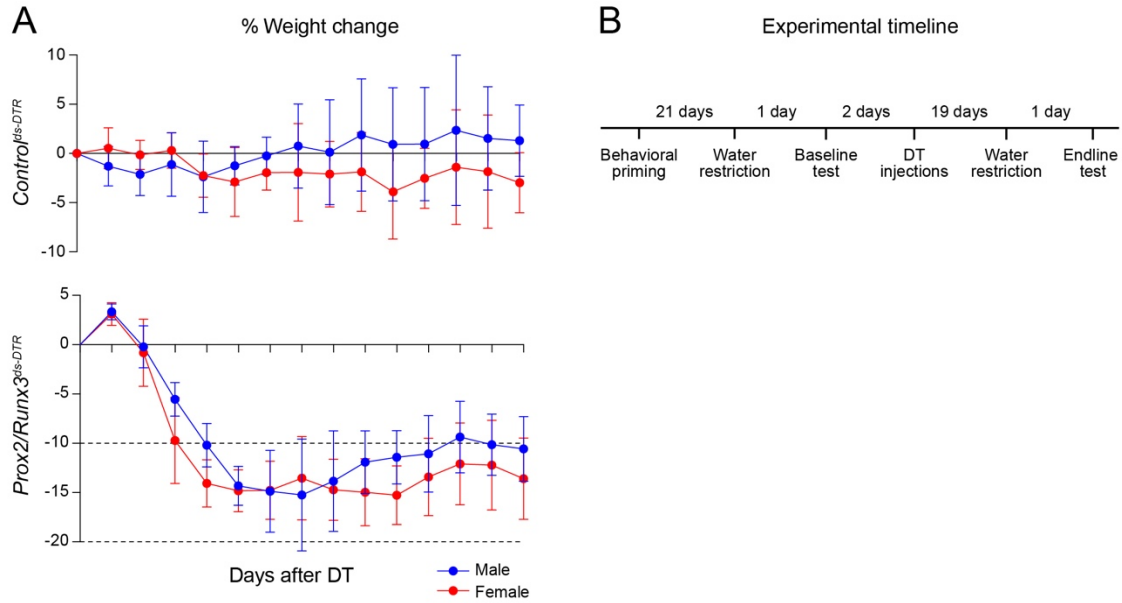 A
% Weight change
Control^ds-DTR
10
5
0
-5
-10
Prox2/Runx3^ds-DTR
5
0
-5
-10
-15
-20
Days after DT
Male
Female
B
Experimental timeline
21 days 1 day 2 days 19 days 1 day
Behavioral priming
Water restriction
Baseline test
DT injections
Water restriction
Endline test